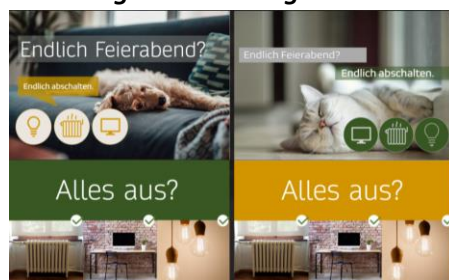 Endlich Feierabend?
Endlich abschalten.
Alles aus?
Endlich Feierabend?
Endlich abschalten.
Alles aus?